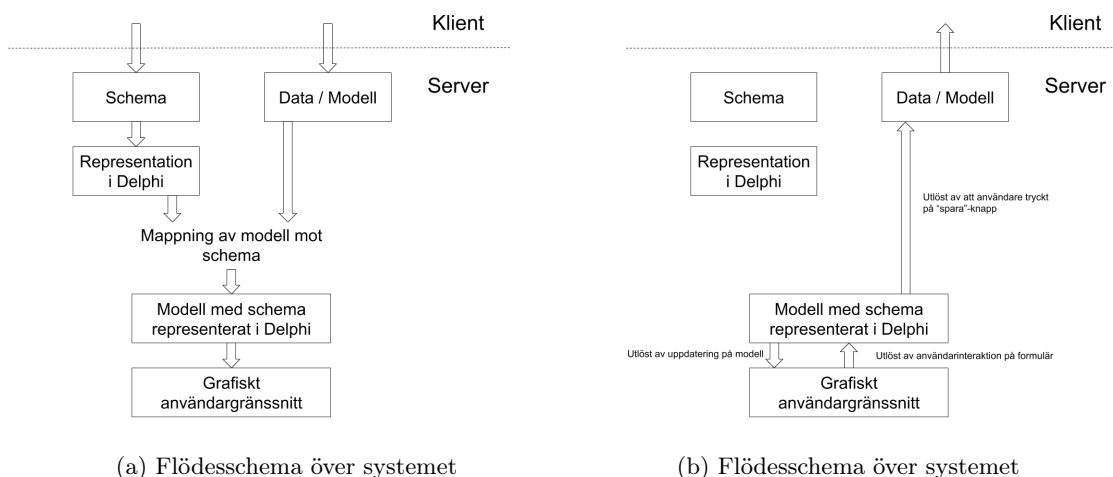 Klient
Server
Schema
Data / Modell
Representation
i Delphi
Mappning av modell mot
schema
Modell med schema
representerat i Delphi
Grafiskt
användargränssnitt
(a) Flödesschema över systemet
Klient
Server
Schema
Data / Modell
Representation
i Delphi
Utlöst av att användare tryckt
på "spara"-knapp
Modell med schema
representerat i Delphi
Utlöst av uppdatering på modell
Utlöst av användarinteraktion på formulär
Grafiskt
användargränssnitt
(b) Flödesschema över systemet